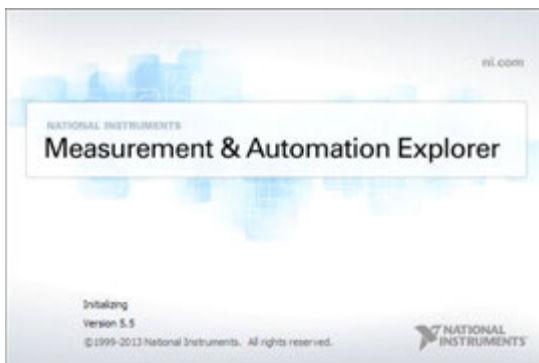 ni.com
NATIONAL INSTRUMENTS
Measurement & Automation Explorer
Initializing
Version 5.5
©1999-2013 National Instruments. All rights reserved.
NATIONAL
INSTRUMENTS